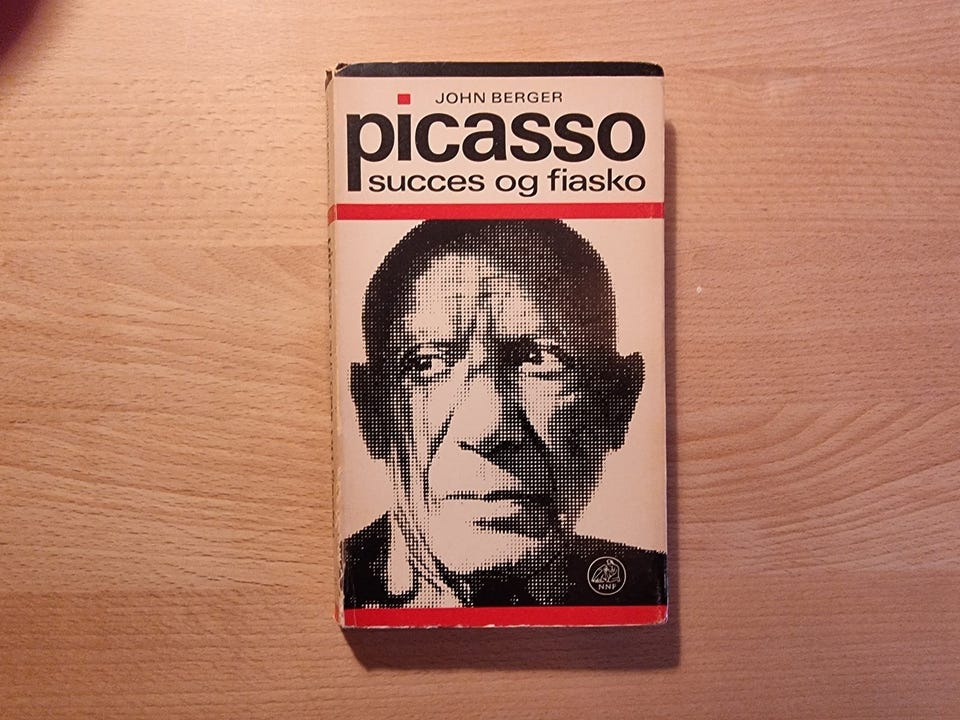 JOHN BERGER
picasso
succes og fiasko
NNF